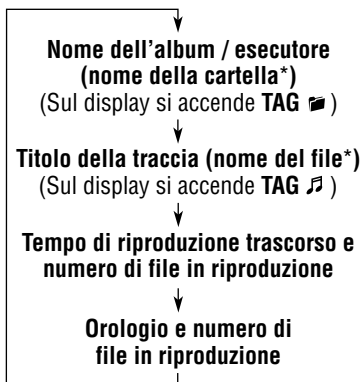 Nome dell'album / esecutore
(nome della cartella*)
(Sul display si accende TAG )
Titolo della traccia (nome del file*)
(Sul display si accende TAG )
Tempo di riproduzione trascorso e
numero di file in riproduzione
Orologio e numero di
file in riproduzione